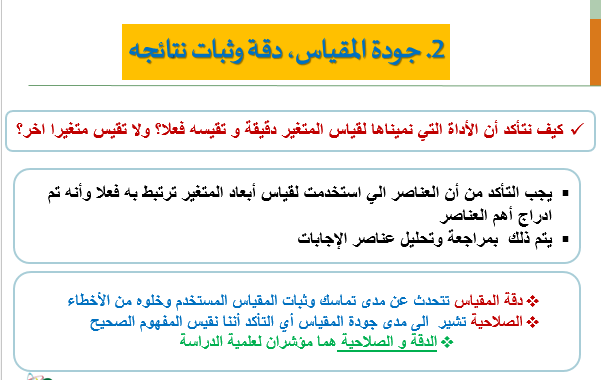 2. جودة المقياس، دقة وثبات نتائجه
✓ كيف نتأكد أن الأداة التي نميناها لقياس المتغير دقيقة و تقيسه فعلا؟ ولا تقيس متغيرا اخر؟
▪ يجب التأكد من أن العناصر الي استخدمت لقياس أبعاد المتغير ترتبط به فعلا وأنه تم
ادراج أهم العناصر
▪ يتم ذلك بمراجعة وتحليل عناصر الإجابات
❖ دقة المقياس تتحدث عن مدى تماسك وثبات المقياس المستخدم وخلوه من الأخطاء
❖ الصلاحية تشير الى مدى جودة المقياس أي التأكد أننا نقيس المفهوم الصحيح
❖ الدقة و الصلاحية هما مؤشران لعلمية الدراسة